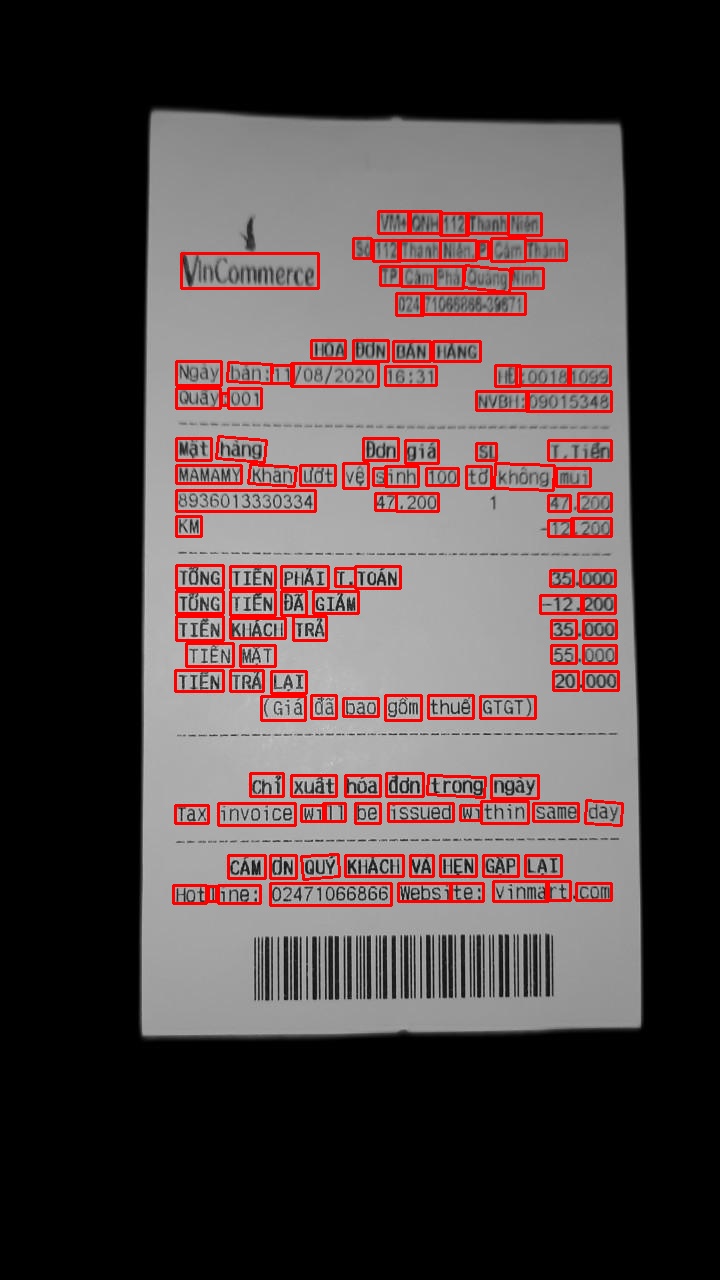 VinCommerce
VM+ QNH 112 Thanh Niên
Số 112 Thanh Niên, P. Cẩm Thành
TP. Cẩm Phả, Quảng Ninh
024 71066866-39671
HÓA ĐƠN BÁN HÀNG
Ngày bán: 11/08/2020 16:31 HĐ:00181099
Quầy:001 NVBH:09015348
Mặt hàng Đơn giá SL T.Tiền
MAMAMY Khăn ướt vệ sinh 100 tờ không mùi
8936013330334 47.200 1 47.200
KM -12.200
TỔNG TIỀN PHẢI T.TOÁN 35.000
TỔNG TIỀN ĐÃ GIẢM -12.200
TIỀN KHÁCH TRẢ 35.000
TIỀN MẶT 55.000
TIỀN TRẢ LẠI 20.000
(Giá đã bao gồm thuế GTGT)
Chỉ xuất hóa đơn trong ngày
Tax invoice will be issued within same day
CẢM ƠN QUÝ KHÁCH VÀ HẸN GẶP LẠI
Hotline: 02471066866 Website: vinmart.com